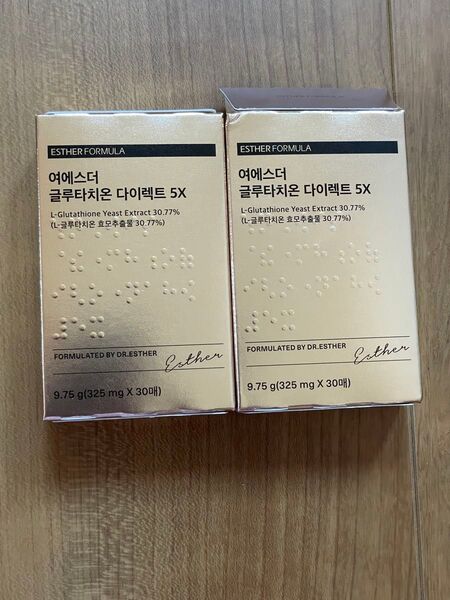 ESTHER FORMULA
여에스더
글루타치온 다이렉트 5X
L-Glutathione Yeast Extract 30.77%
(L-글루타치온 효모추출물 30.77%)
FORMULATED BY DR.ESTHER
Esther
9.75 g(325 mg X 30매)
ESTHER FORMULA
여에스더
글루타치온 다이렉트 5X
L-Glutathione Yeast Extract 30.77%
(L-글루타치온 효모추출물 30.77%)
FORMULATED BY DR.ESTHER
Esther
9.75 g(325 mg X 30매)